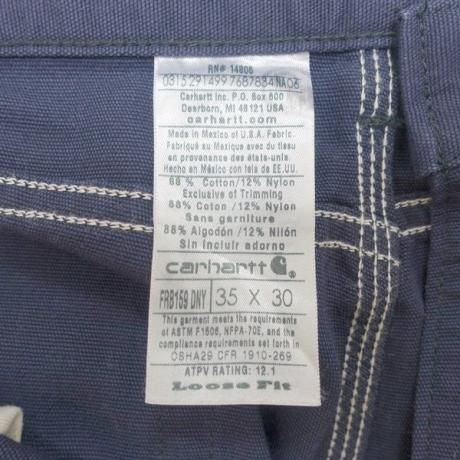 RN# 14806
0315 291499 7687834 NA06
Carhartt Inc. P.O. Box 600
Dearborn, MI 48121 USA
carhartt.com
Made in Mexico of U.S.A. Fabric.
Fabriqué au Mexique avec du tissu
en provenance des états-unis.
Hecho en México con tela de EE.UU.
88% Cotton/12% Nylon
Exclusive of Trimming
88% Coton /12% Nylon
Sans garniture
88% Algodón /12% Nilón
Sin incluir adorno
carhartt
FRB159 DNY 35 X 30
This garment meets the requirements
of ASTM F1506, NFPA-70E, and the
compliance requirements set forth in
OSHA29 CFR 1910-269
ATPV RATING: 12.1
Loose Fit